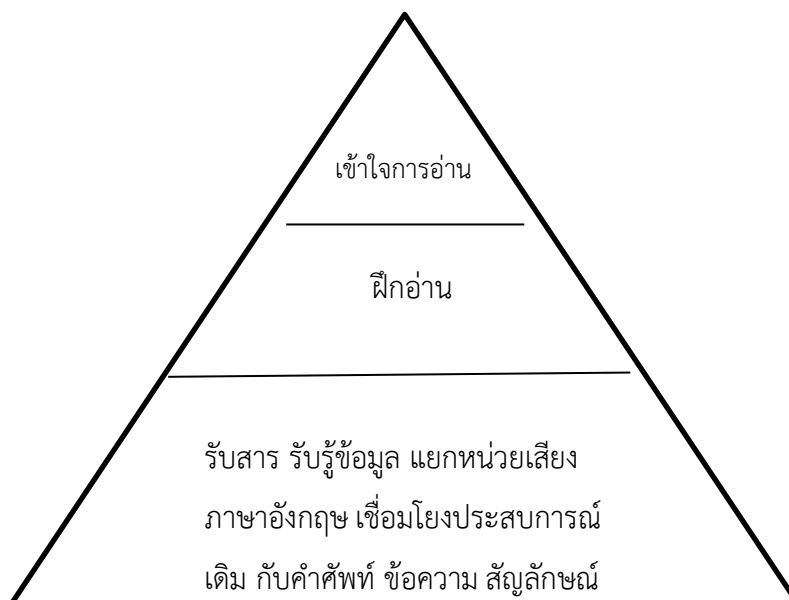 เข้าใจการอ่าน
ฝึกอ่าน
รับสาร รับรู้ข้อมูล แยกหน่วยเสียง
ภาษาอังกฤษ เชื่อมโยงประสบการณ์
เดิม กับคำศัพท์ ข้อความ สัญลักษณ์